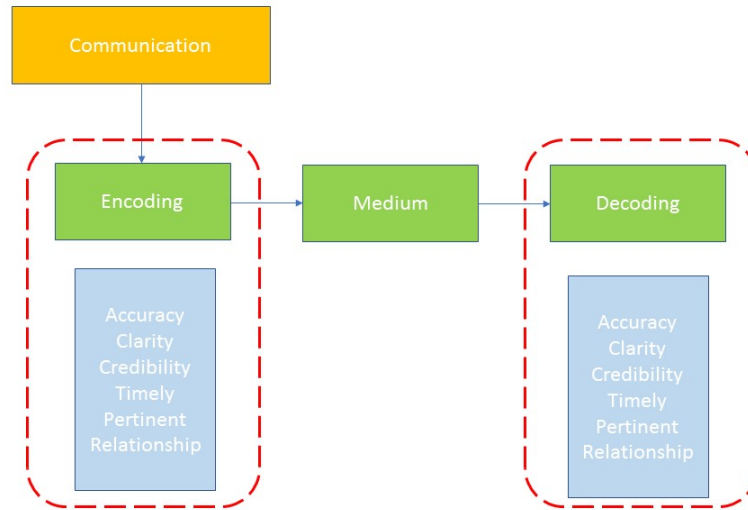 Communication
Encoding
Medium
Decoding
Accuracy
Clarity
Credibility
Timely
Pertinent
Relationship
Accuracy
Clarity
Credibility
Timely
Pertinent
Relationship